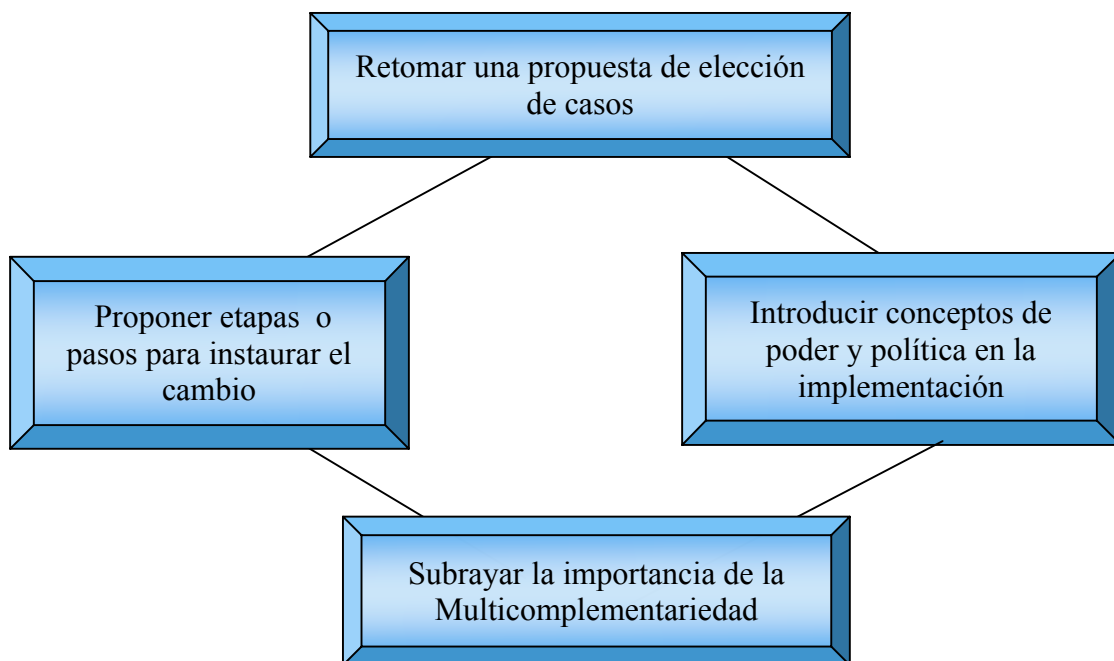 Retomar una propuesta de elección
de casos
Proponer etapas o
pasos para instaurar el
cambio
Introducir conceptos de
poder y política en la
implementación
Subrayar la importancia de la
Multicomplementariedad